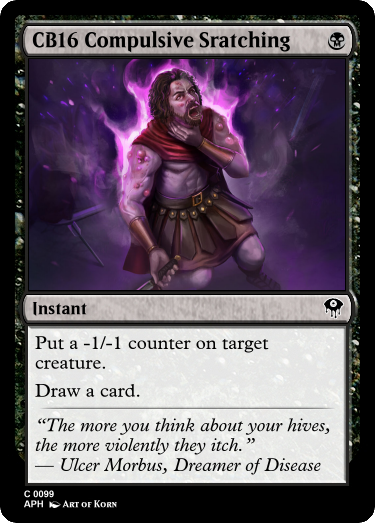 CB16 Compulsive Sratching
Instant
Put a -1/-1 counter on target
creature.
Draw a card.
“The more you think about your hives,
the more violently they itch.”
— Ulcer Morbus, Dreamer of Disease
C 0099
APH Art of Korn